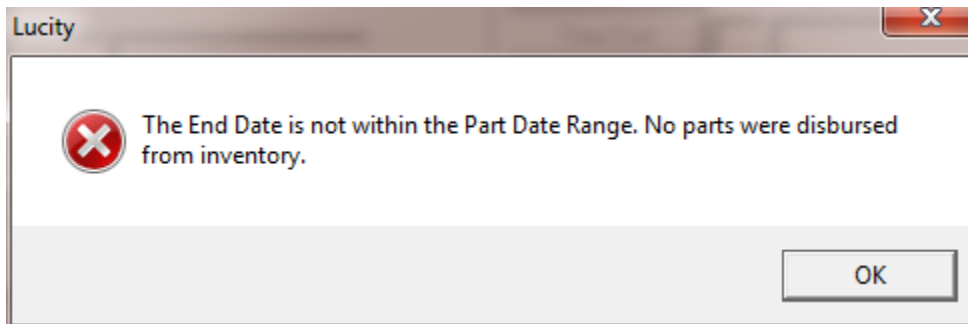 Lucity
The End Date is not within the Part Date Range. No parts were disbursed
from inventory.
OK